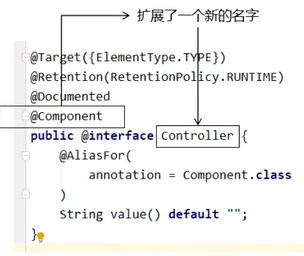 扩展了一个新的名字
@Target({ElementType.TYPE})
@Retention(RetentionPolicy.RUNTIME)
@Documented
@Component
public @interface Controller {
@AliasFor(
annotation = Component.class
)
String value() default "";
}